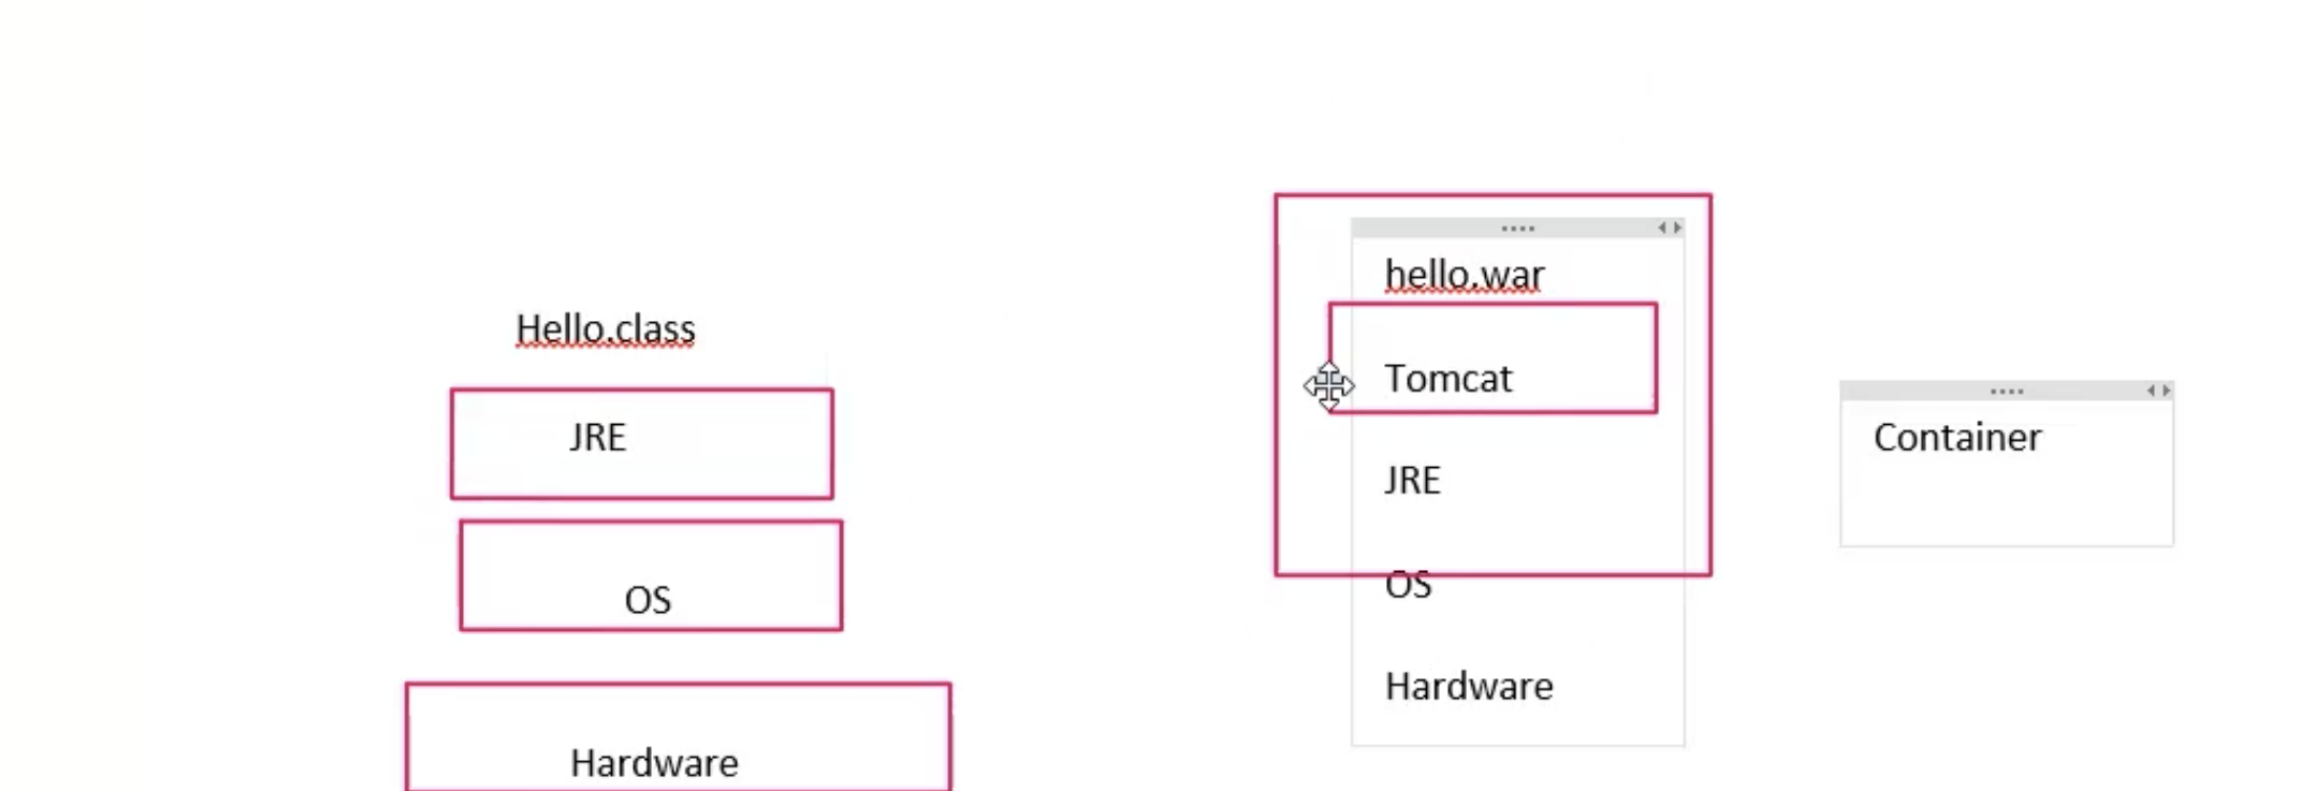 Hello.class
JRE
OS
Hardware
hello.war
Tomcat
JRE
OS
Hardware
Container